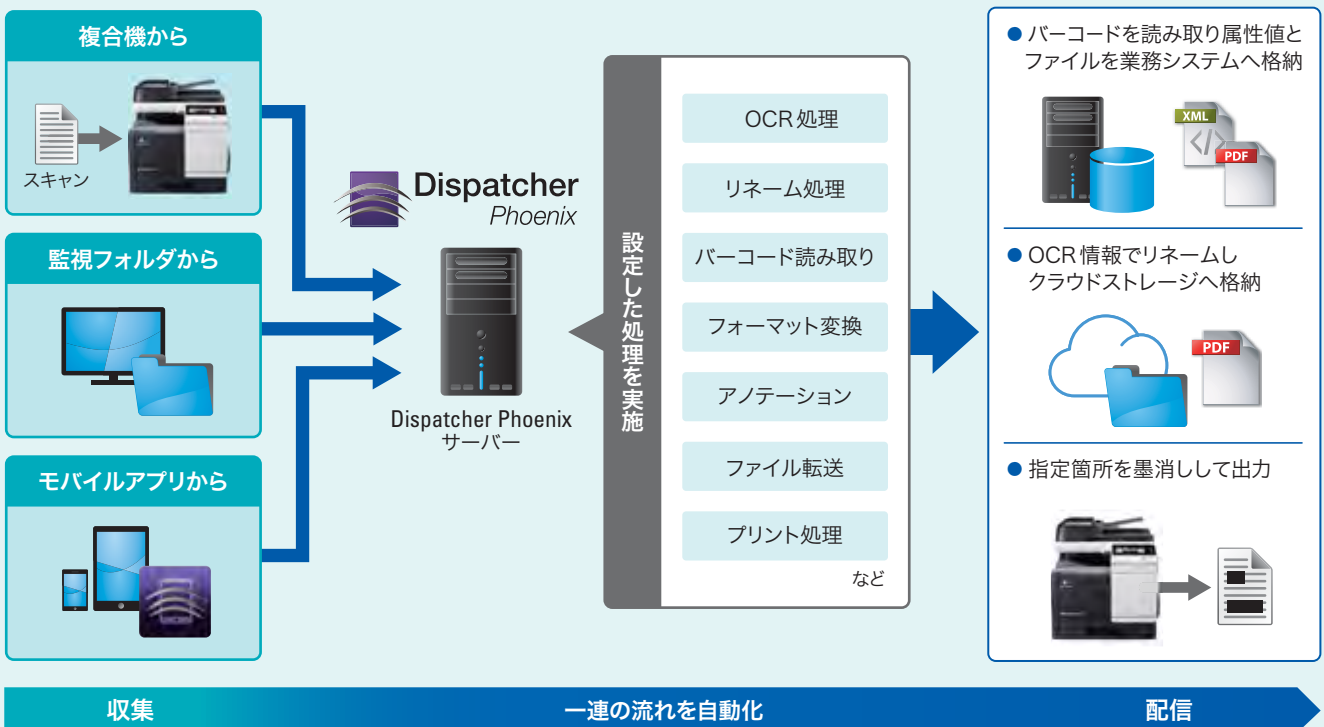 複合機から
スキャン
監視フォルダから
モバイルアプリから
Dispatcher
Phoenix
Dispatcher Phoenix
サーバー
設定した処理を実施
OCR処理
リネーム処理
バーコード読み取り
フォーマット変換
アノテーション
ファイル転送
プリント処理
など
● バーコードを読み取り属性値と
ファイルを業務システムへ格納
XML
</>
PDF
● OCR情報でリネームし
クラウドストレージへ格納
PDF
● 指定箇所を墨消しして出力
収集
一連の流れを自動化
配信